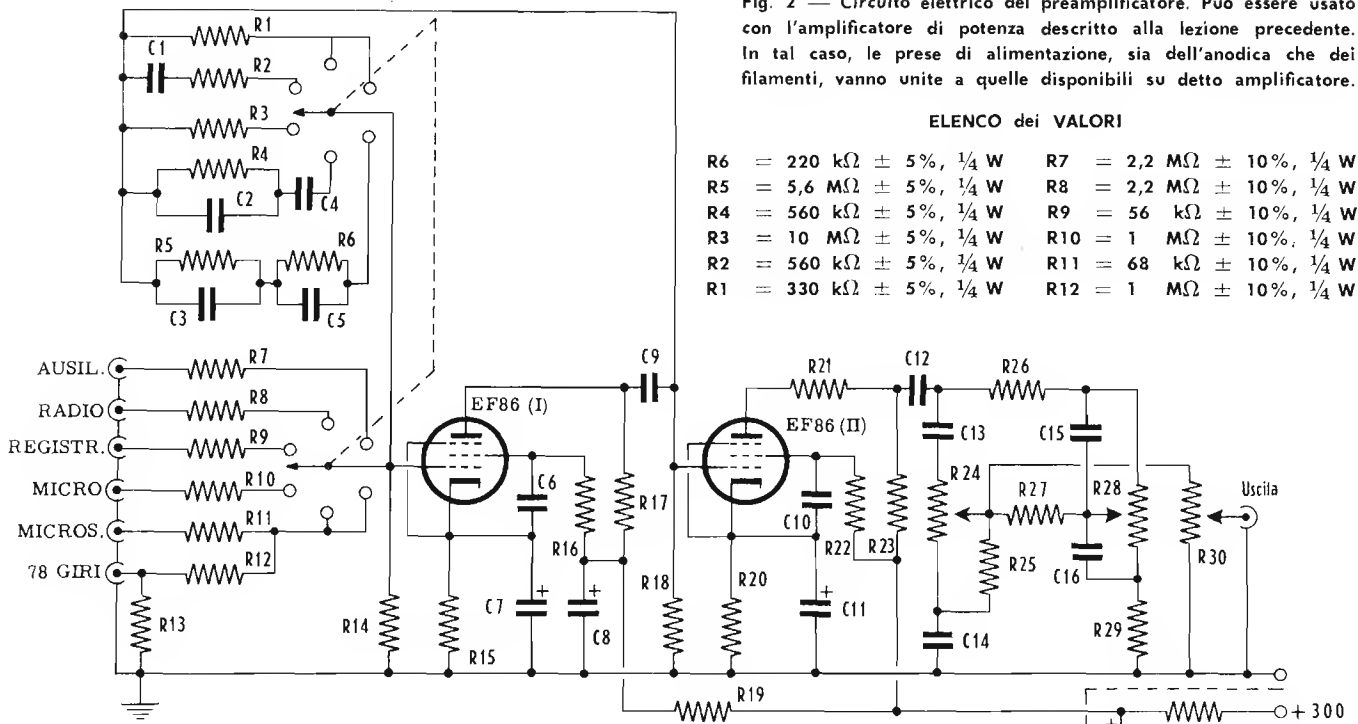 Fig. 2 — Circuito elettrico del preamplificatore. Può essere usato
con l'amplificatore di potenza descritto alla lezione precedente.
In tal caso, le prese di alimentazione, sia dell'anodica che dei
filamenti, vanno unite a quelle disponibili su detto amplificatore.
ELENCO dei VALORI
R6 = 220 kΩ ± 5%, ¼ W R7 = 2,2 MΩ ± 10%, ¼ W
R5 = 5,6 MΩ ± 5%, ¼ W R8 = 2,2 MΩ ± 10%, ¼ W
R4 = 560 kΩ ± 5%, ¼ W R9 = 56 kΩ ± 10%, ¼ W
R3 = 10 MΩ ± 5%, ¼ W R10 = 1 MΩ ± 10%, ¼ W
R2 = 560 kΩ ± 5%, ¼ W R11 = 68 kΩ ± 10%, ¼ W
R1 = 330 kΩ ± 5%, ¼ W R12 = 1 MΩ ± 10%, ¼ W
R1
C1
R2
R3
R4
C2
C4
R5
R6
C3
C5
AUSIL.
R7
RADIO
R8
REGISTR.
R9
MICRO
R10
MICROS.
R11
78 GIRI
R12
R13
R14
EF86 (I)
C6
R15
C7
R16
C8
R17
C9
R18
R19
EF86 (II)
R20
R21
C10
C11
R22
R23
C12
C13
R24
R25
C14
R26
C15
R27
R28
C16
R29
R30
Uscita
+
+
+
+
+ 300